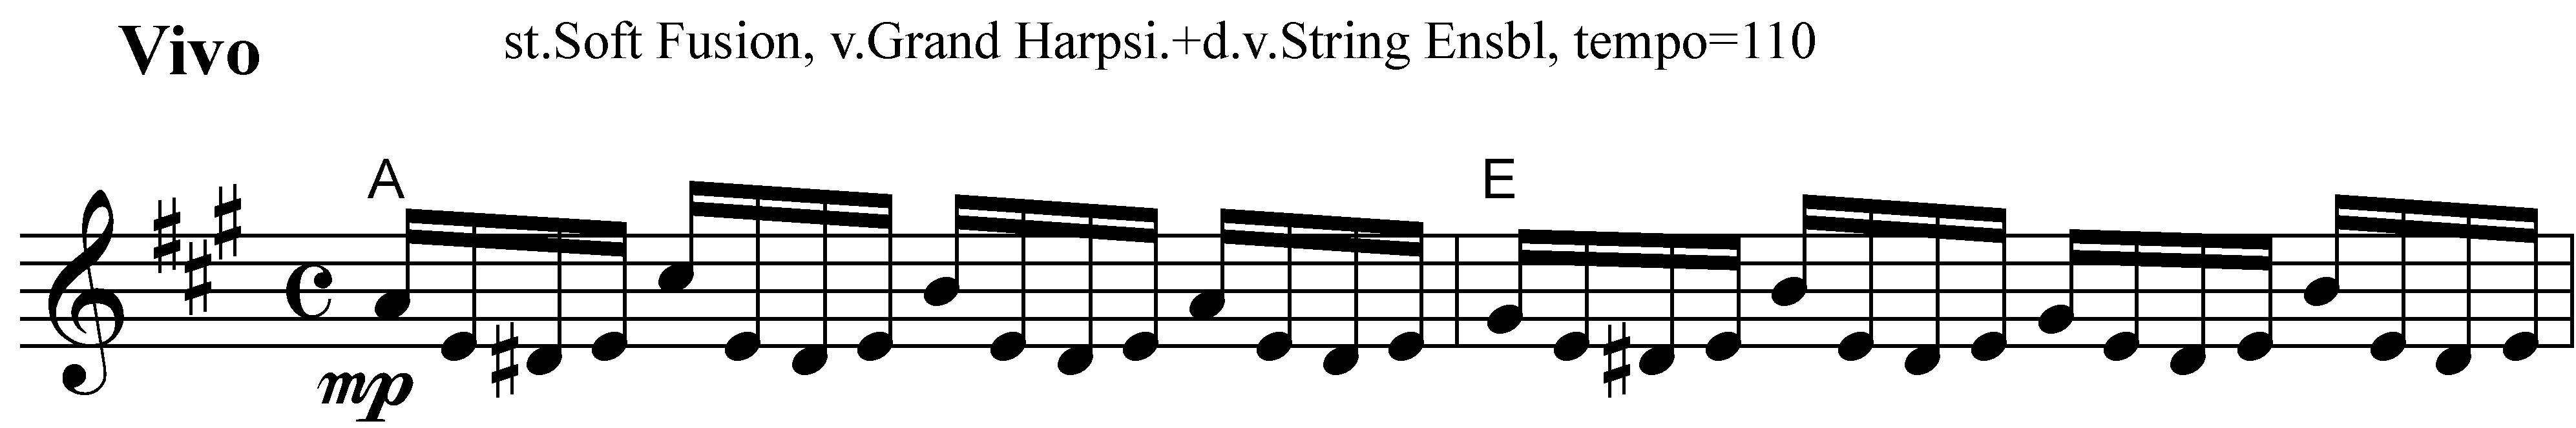 Vivo st.Soft Fusion, v.Grand Harpsi.+d.v.String Ensbl, tempo=110
A E
mp